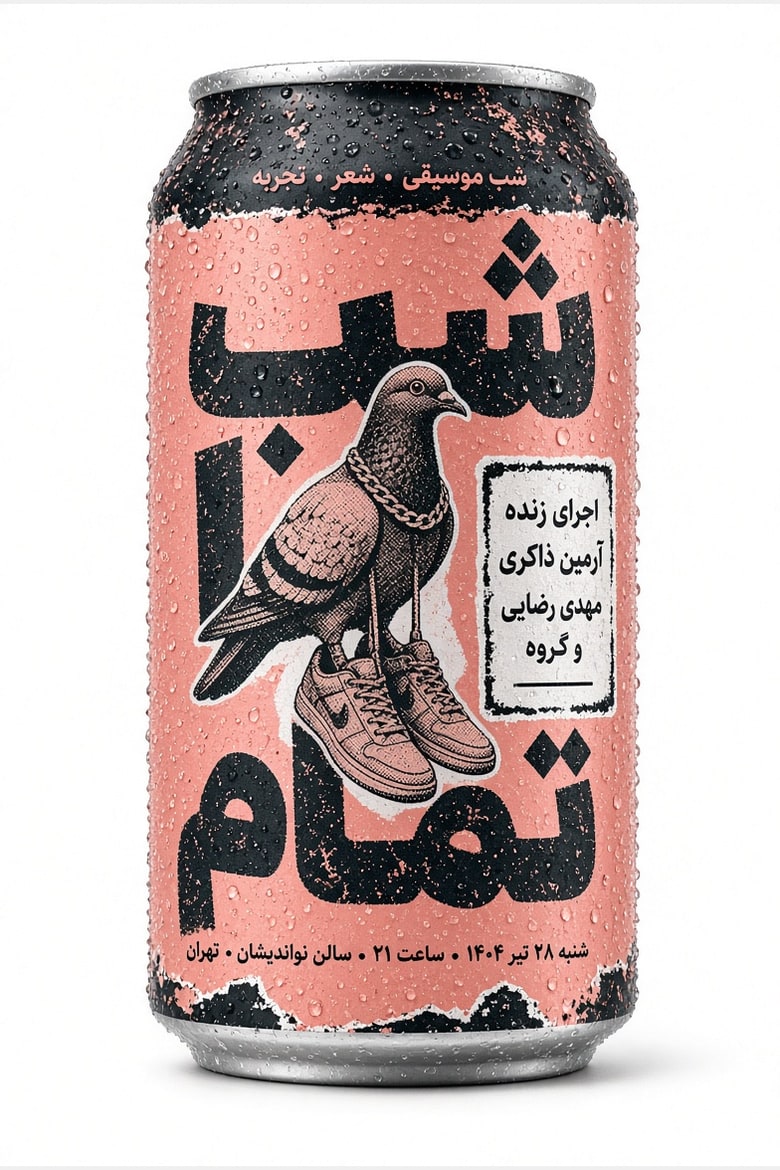 شب موسیقی • شعر • تجربه
شب
نا
اجرای زنده
آرمین ذاکری
مهدی رضایی
و گروه
تمام
شنبه ۲۸ تیر ۱۴۰۴ • ساعت ۲۱ • سالن نواندیشان • تهران